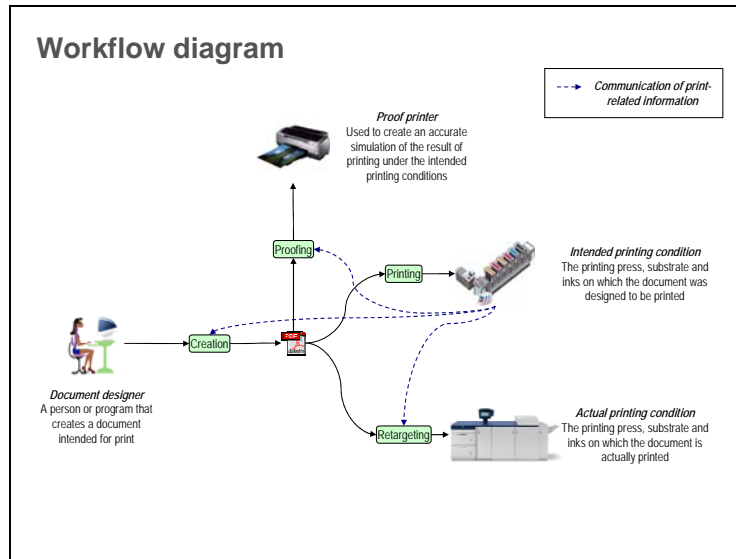 Workflow diagram
Communication of print-
related information
Proof printer
Used to create an accurate
simulation of the result of
printing under the intended
printing conditions
Proofing
Printing
Intended printing condition
The printing press, substrate and
inks on which the document was
designed to be printed
Creation
PDF
Adobe
Document designer
A person or program that
creates a document
intended for print
Retargeting
Actual printing condition
The printing press, substrate and
inks on which the document is
actually printed